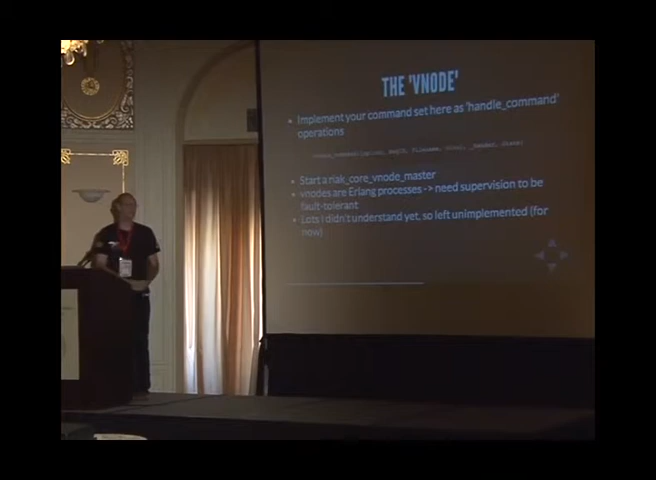 THE 'VNODE'
Implement your command set here as 'handle_command'
operations
Start a riak_core_vnode_master
vnodes are Erlang processes -> need supervision to be
fault-tolerant
Lots I didn't understand yet, so left unimplemented (for
now)